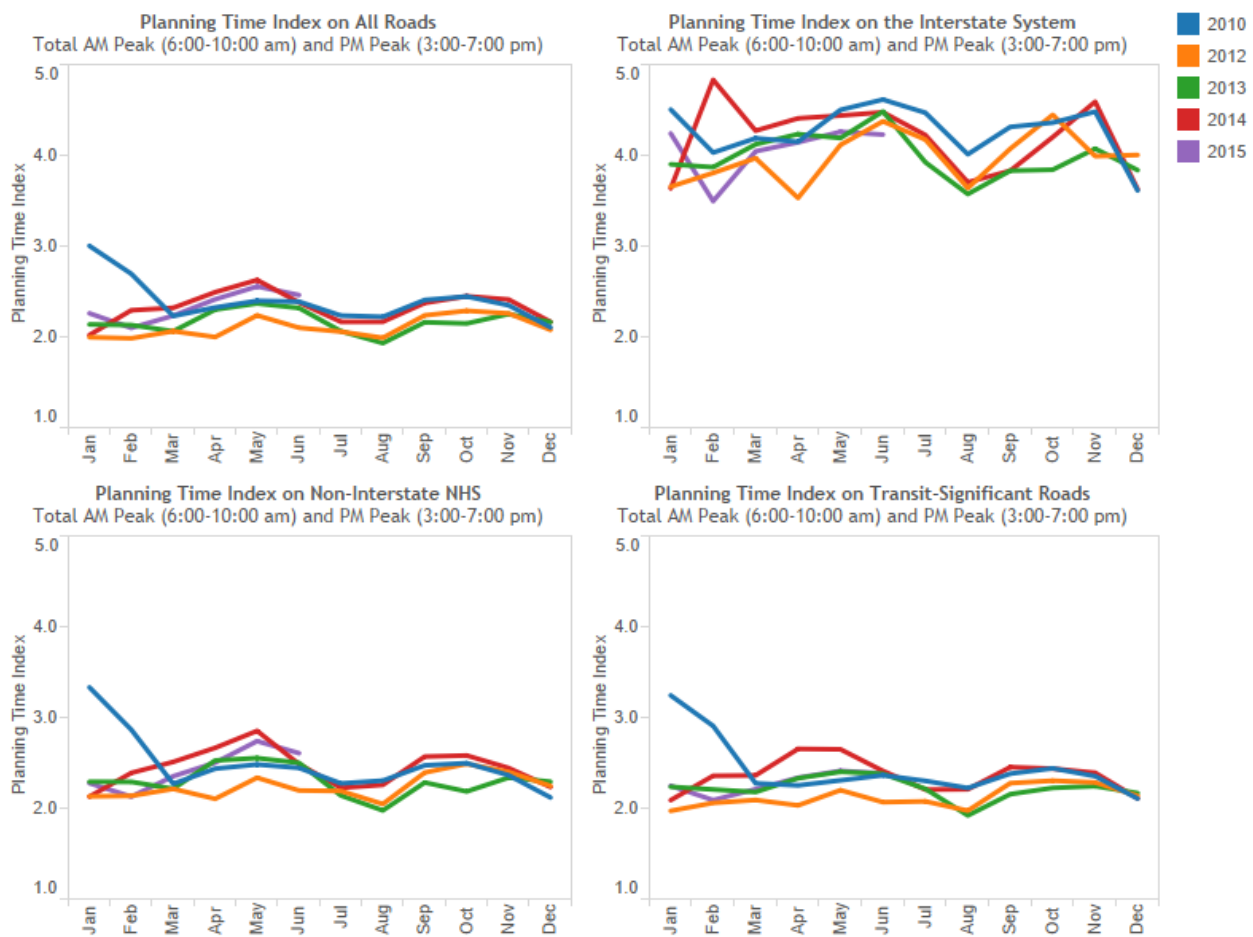 Planning Time Index on All Roads
Total AM Peak (6:00-10:00 am) and PM Peak (3:00-7:00 pm)
5.0
4.0
3.0
2.0
1.0
Planning Time Index
Jan Feb Mar Apr May Jun Jul Aug Sep Oct Nov Dec
Planning Time Index on the Interstate System
Total AM Peak (6:00-10:00 am) and PM Peak (3:00-7:00 pm)
5.0
4.0
3.0
2.0
1.0
Planning Time Index
Jan Feb Mar Apr May Jun Jul Aug Sep Oct Nov Dec
2010
2012
2013
2014
2015
Planning Time Index on Non-Interstate NHS
Total AM Peak (6:00-10:00 am) and PM Peak (3:00-7:00 pm)
5.0
4.0
3.0
2.0
1.0
Planning Time Index
Jan Feb Mar Apr May Jun Jul Aug Sep Oct Nov Dec
Planning Time Index on Transit-Significant Roads
Total AM Peak (6:00-10:00 am) and PM Peak (3:00-7:00 pm)
5.0
4.0
3.0
2.0
1.0
Planning Time Index
Jan Feb Mar Apr May Jun Jul Aug Sep Oct Nov Dec